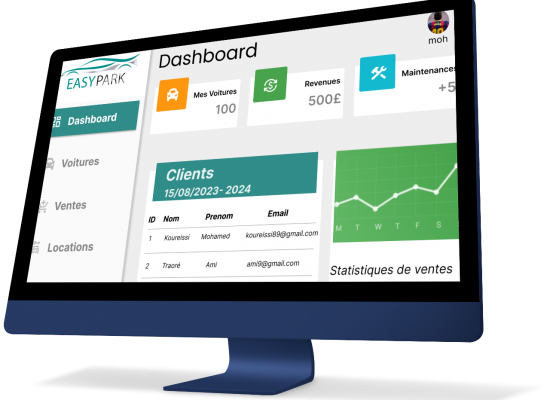 Dashboard
moh
EASYPARK
Mes Voitures
100
Revenues
500£
Maintenances
+5
Dashboard
Voitures
Ventes
Locations
Clients
15/08/2023- 2024
ID Nom Prenom Email
1 Koureissi Mohamed koureissi89@gmail.com
2 Traoré Ami ami9@gmail.com
M T W T F S
Statistiques de ventes